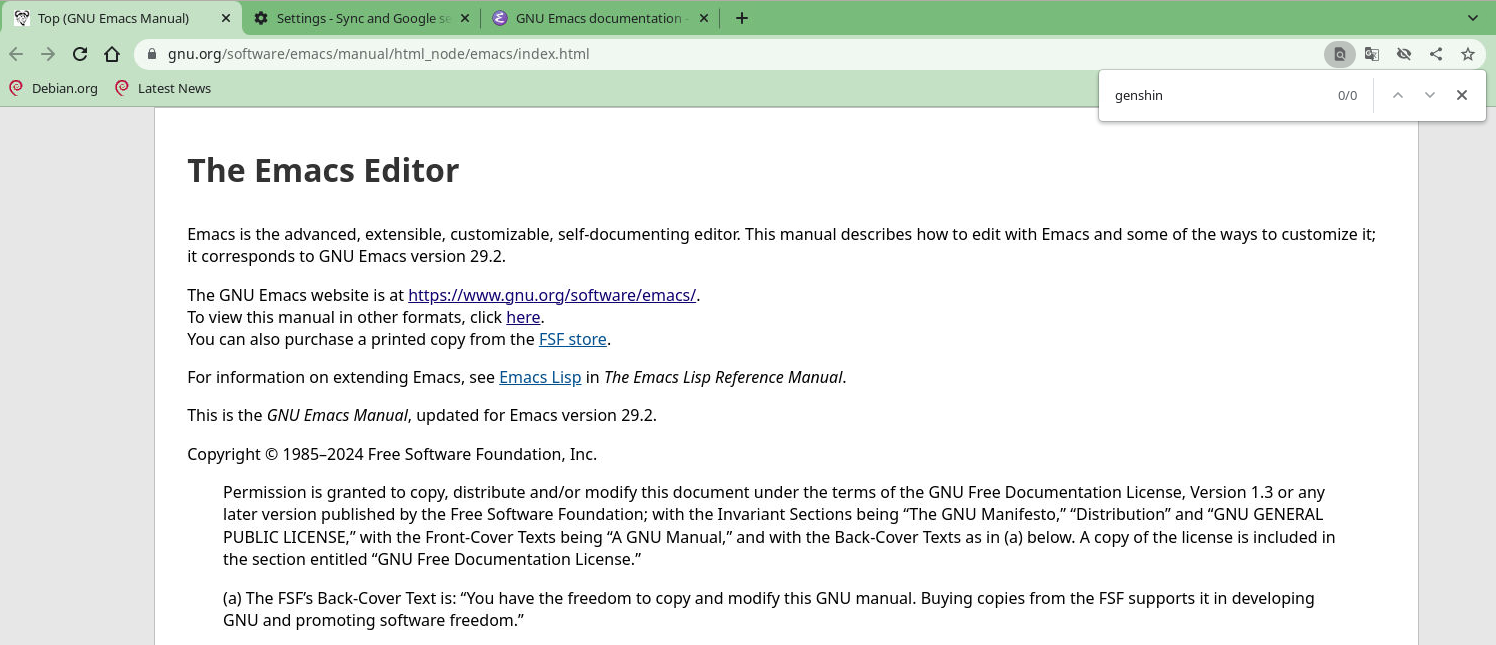 Top (GNU Emacs Manual)
Settings - Sync and Google se
GNU Emacs documentation -
gnu.org/software/emacs/manual/html_node/emacs/index.html
Debian.org
Latest News
genshin
0/0
The Emacs Editor
Emacs is the advanced, extensible, customizable, self-documenting editor. This manual describes how to edit with Emacs and some of the ways to customize it;
it corresponds to GNU Emacs version 29.2.
The GNU Emacs website is at https://www.gnu.org/software/emacs/.
To view this manual in other formats, click here.
You can also purchase a printed copy from the FSF store.
For information on extending Emacs, see Emacs Lisp in The Emacs Lisp Reference Manual.
This is the GNU Emacs Manual, updated for Emacs version 29.2.
Copyright © 1985–2024 Free Software Foundation, Inc.
Permission is granted to copy, distribute and/or modify this document under the terms of the GNU Free Documentation License, Version 1.3 or any
later version published by the Free Software Foundation; with the Invariant Sections being “The GNU Manifesto,” “Distribution” and “GNU GENERAL
PUBLIC LICENSE,” with the Front-Cover Texts being “A GNU Manual,” and with the Back-Cover Texts as in (a) below. A copy of the license is included in
the section entitled “GNU Free Documentation License.”
(a) The FSF’s Back-Cover Text is: “You have the freedom to copy and modify this GNU manual. Buying copies from the FSF supports it in developing
GNU and promoting software freedom.”